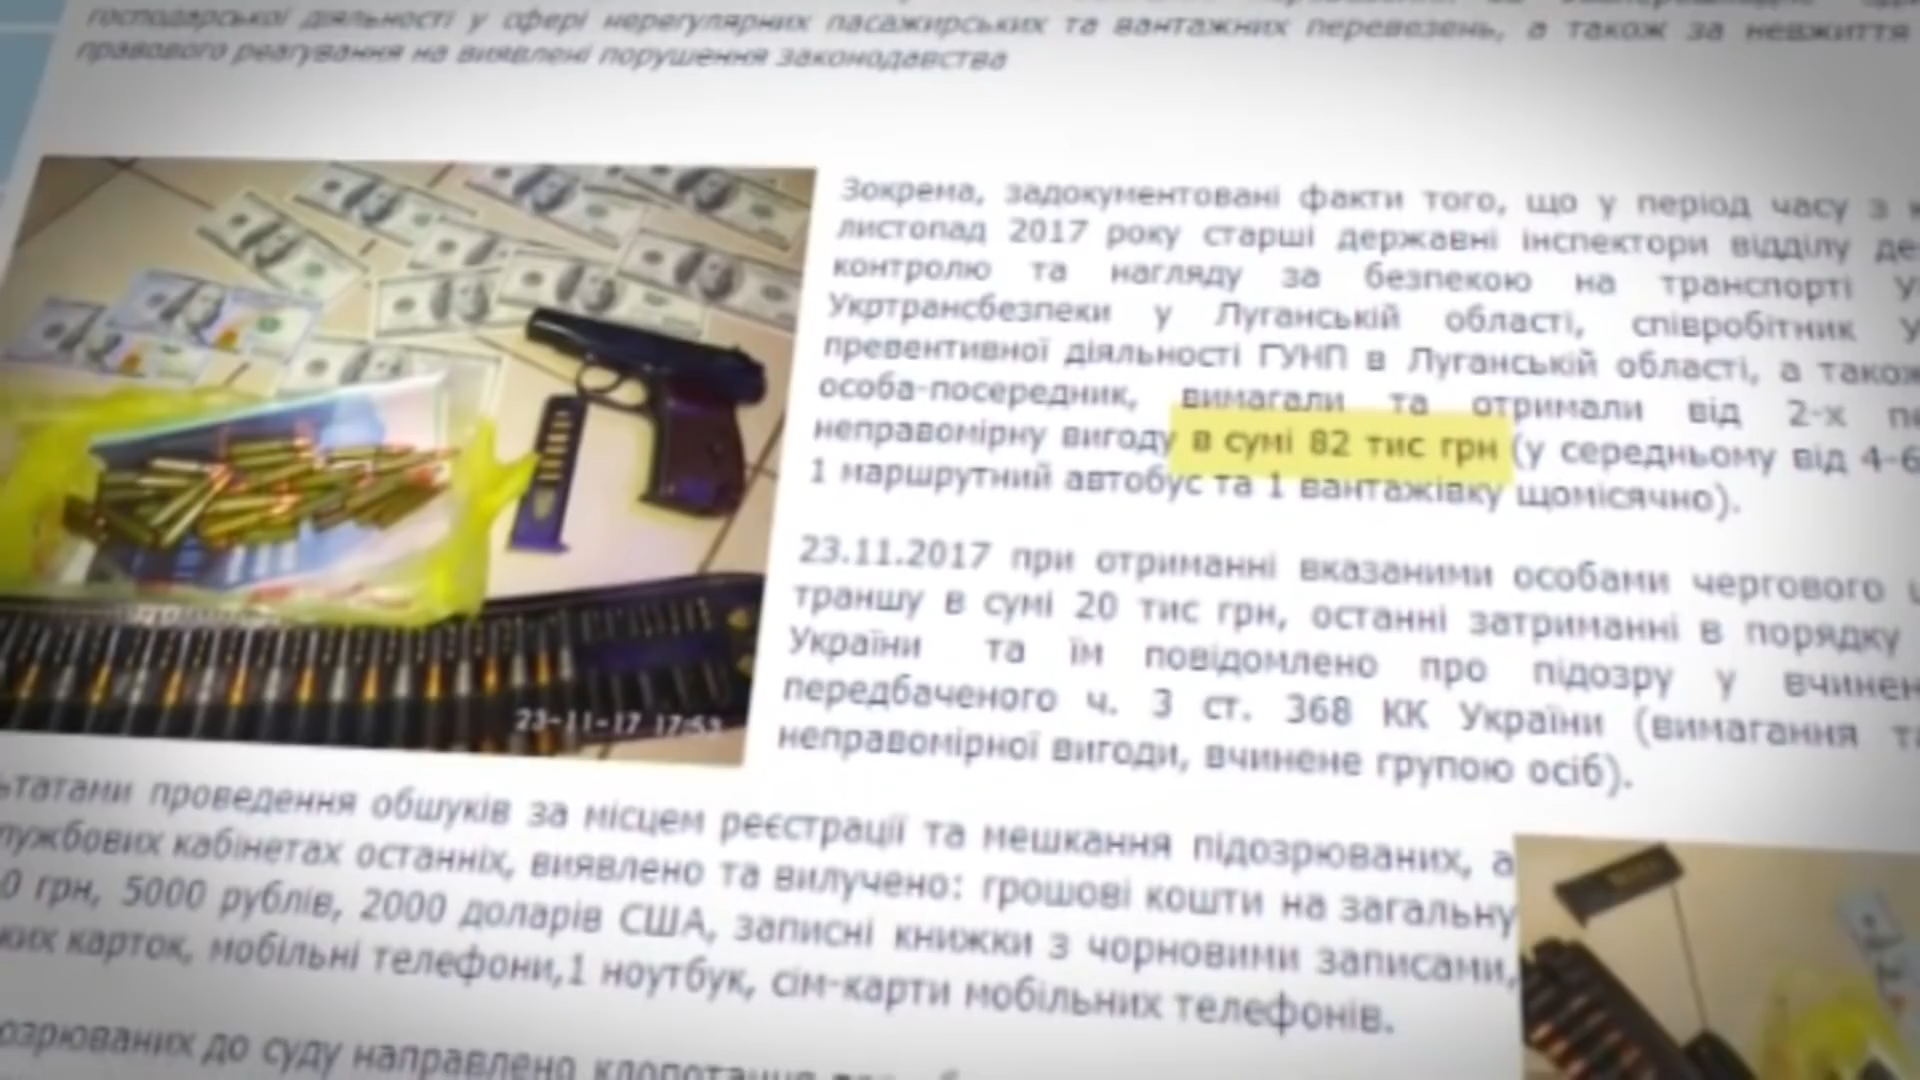 господарської діяльності у сфері нерегулярних пасажирських та вантажних перевезень, а також за невжиття
правового реагування на виявлені порушення законодавства
Зокрема, задокументовані факти того, що у період часу з
листопад 2017 року старші державні інспектори відділу
контролю та нагляду за безпекою на транспорті
Укртрансбезпеки у Луганській області, співробітник
превентивної діяльності ГУНП в Луганській області, а також
особа-посередник, вимагали та отримали від 2-х
неправомірну вигоду в сумі 82 тис грн (у середньому від 4-6
1 маршрутний автобус та 1 вантажівку щомісячно).
23.11.2017 при отриманні вказаними особами чергового
траншу в сумі 20 тис грн, останні затриманні в порядку
України та їм повідомлено про підозру у
передбаченого ч. 3 ст. 368 КК України (вимагання
неправомірної вигоди, вчинене групою осіб).
23-11-17 17:53
проведення обшуків за місцем реєстрації та мешкання підозрюваних, а
кабінетах останніх, виявлено та вилучено: грошові кошти на загальну
0 грн, 5000 рублів, 2000 доларів США, записні книжки з чорновими записами,
карток, мобільні телефони,1 ноутбук, сім-карти мобільних телефонів.
до суду направлено клопотання